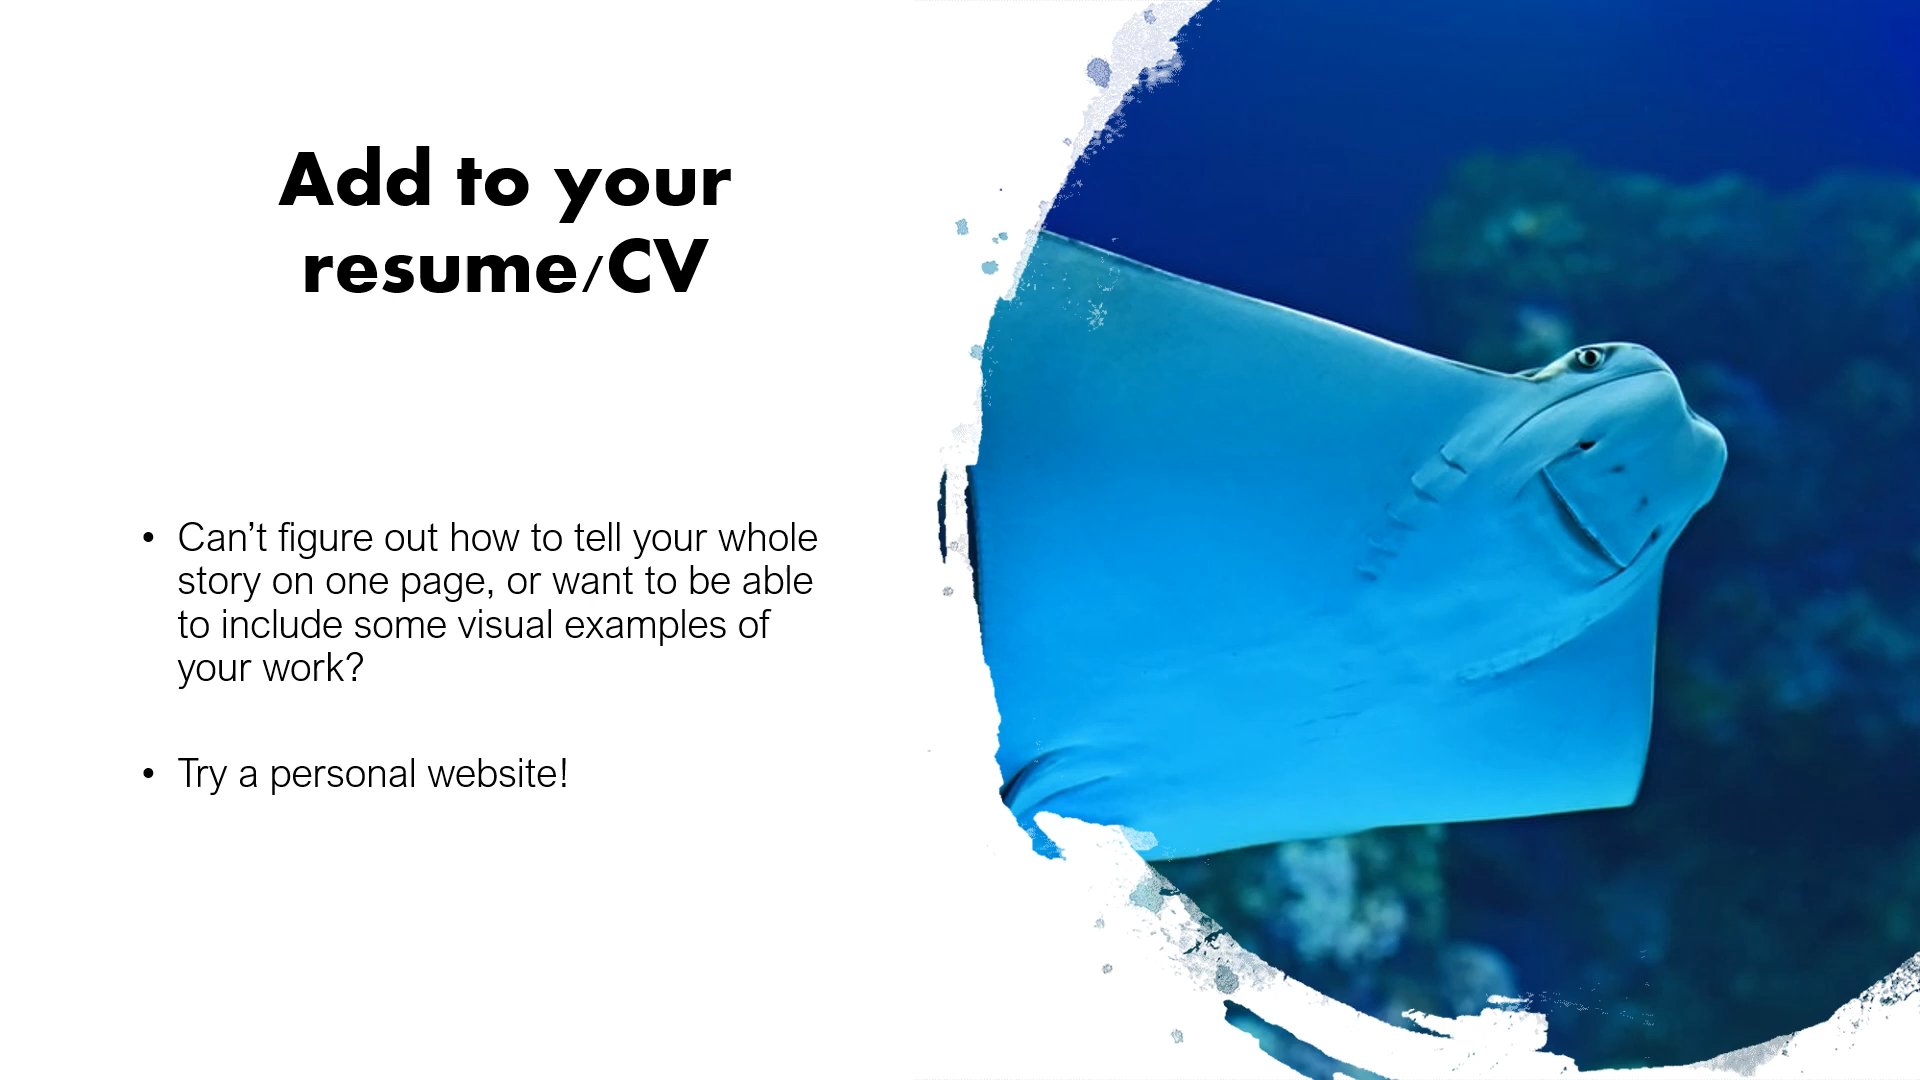 Add to your
resume/CV
• Can’t figure out how to tell your whole
story on one page, or want to be able
to include some visual examples of
your work?
• Try a personal website!